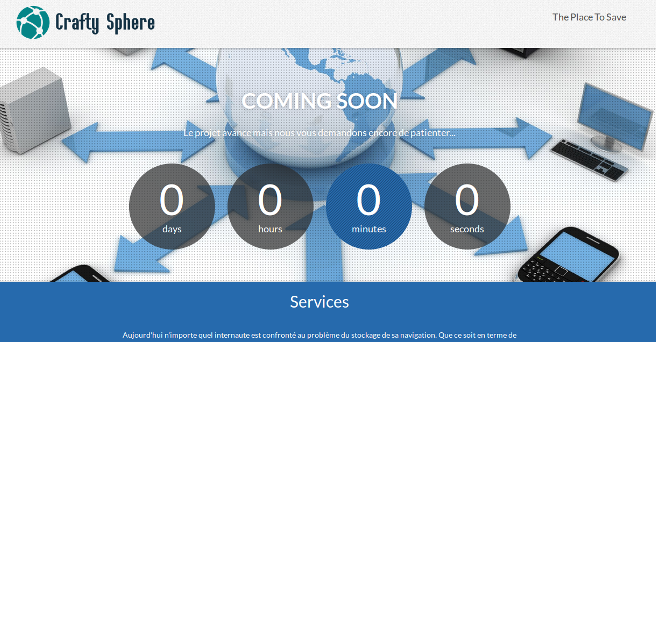 Crafty Sphere
The Place To Save
COMING SOON
Le projet avance mais nous vous demandons encore de patienter...
0 0 0 0
days hours minutes seconds
Services
Aujourd'hui n'importe quel internaute est confronté au problème du stockage de sa navigation. Que ce soit en terme de